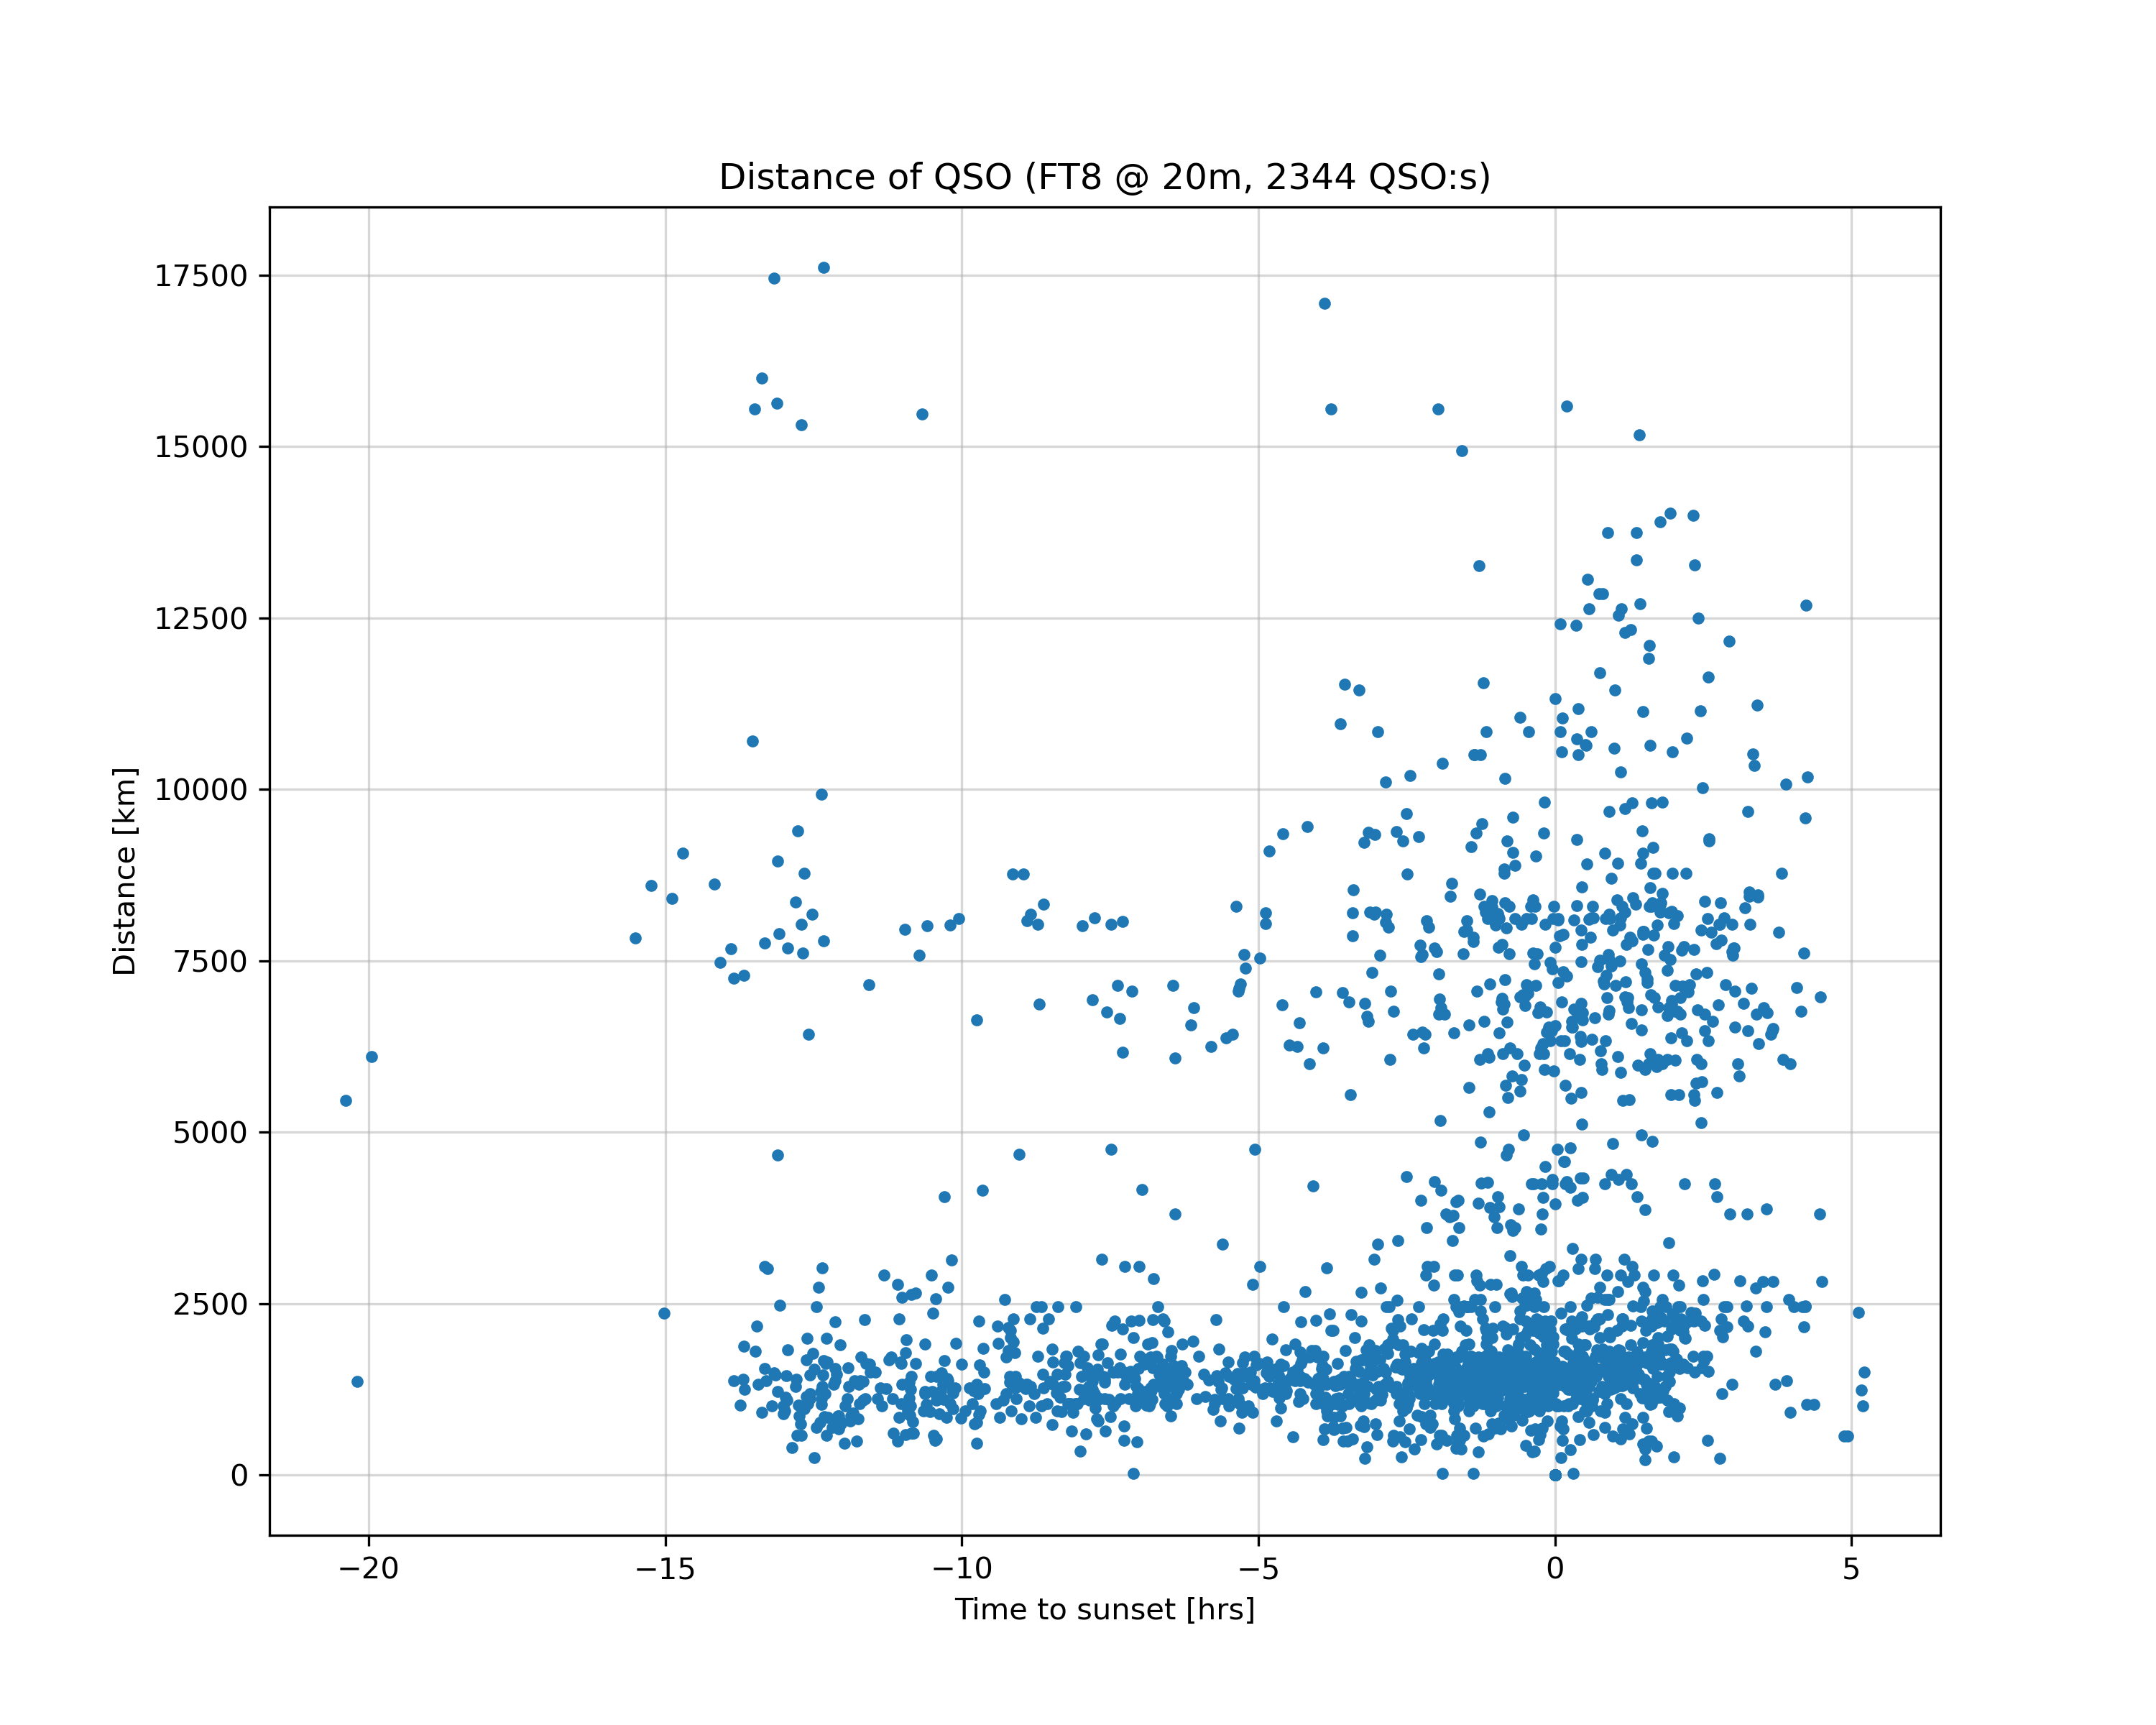 Distance of QSO (FT8 @ 20m, 2344 QSO:s)
17500
15000
12500
10000
7500
5000
2500
0
Distance [km]
−20 −15 −10 −5 0 5
Time to sunset [hrs]